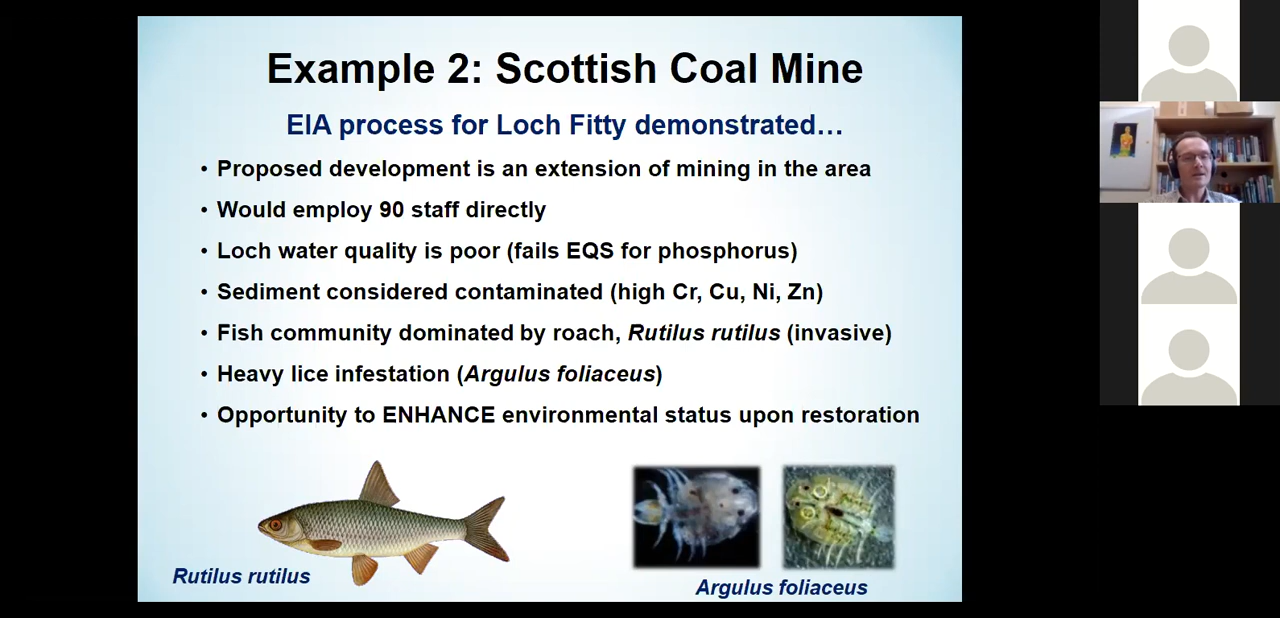 Example 2: Scottish Coal Mine
EIA process for Loch Fitty demonstrated…
• Proposed development is an extension of mining in the area
• Would employ 90 staff directly
• Loch water quality is poor (fails EQS for phosphorus)
• Sediment considered contaminated (high Cr, Cu, Ni, Zn)
• Fish community dominated by roach, Rutilus rutilus (invasive)
• Heavy lice infestation (Argulus foliaceus)
• Opportunity to ENHANCE environmental status upon restoration
Rutilus rutilus
Argulus foliaceus